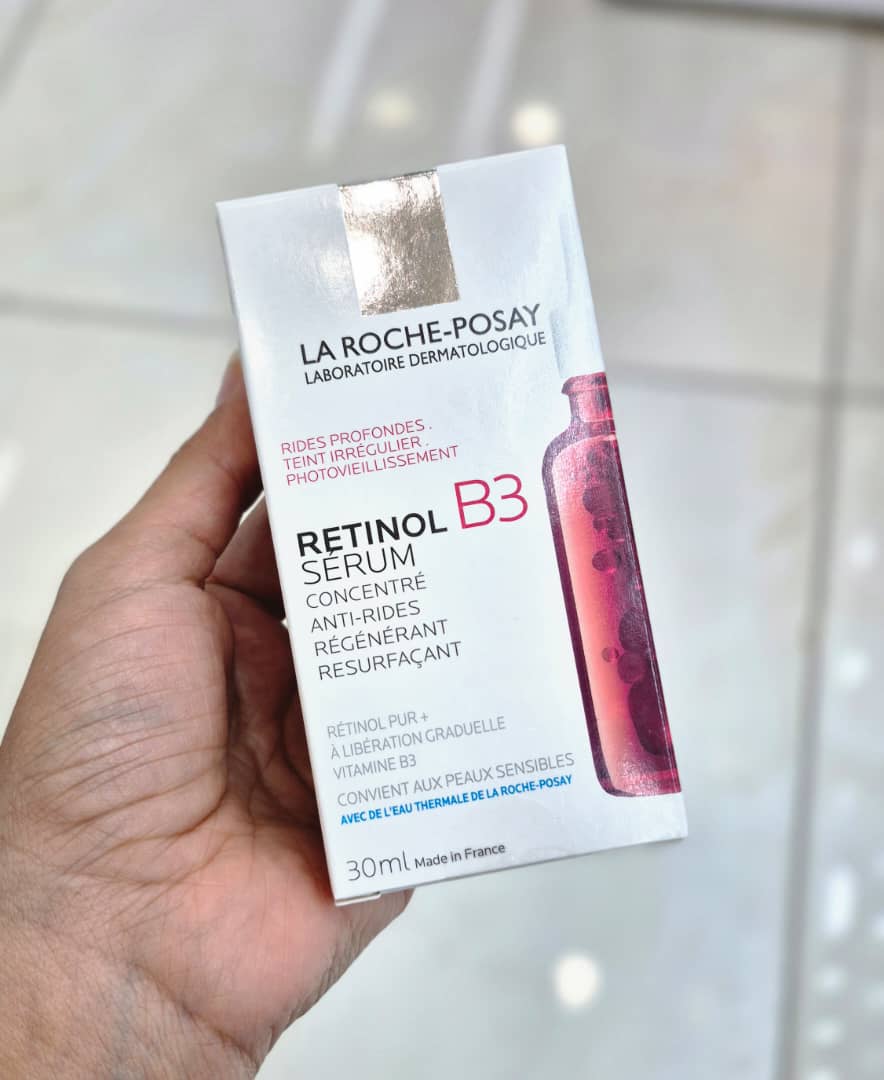 LA ROCHE-POSAY
LABORATOIRE DERMATOLOGIQUE
RIDES PROFONDES .
TEINT IRRÉGULIER .
PHOTOVIEILLISSEMENT
RETINOL B3
SÉRUM
CONCENTRÉ
ANTI-RIDES
RÉGÉNÉRANT
RESURFAÇANT
RÉTINOL PUR +
À LIBÉRATION GRADUELLE
VITAMINE B3
CONVIENT AUX PEAUX SENSIBLES
AVEC DE L'EAU THERMALE DE LA ROCHE-POSAY
30ml Made in France